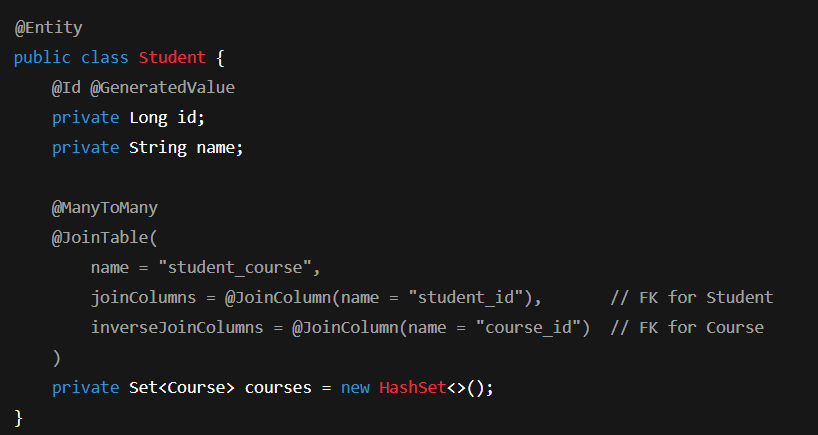 @Entity
public class Student {
    @Id @GeneratedValue
    private Long id;
    private String name;

    @ManyToMany
    @JoinTable(
        name = "student_course",
        joinColumns = @JoinColumn(name = "student_id"),       // FK for Student
        inverseJoinColumns = @JoinColumn(name = "course_id")  // FK for Course
    )
    private Set<Course> courses = new HashSet<>();
}